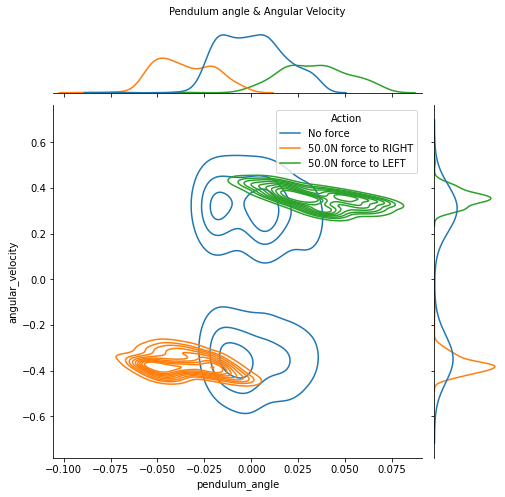 Pendulum angle & Angular Velocity
Action
No force
50.0N force to RIGHT
50.0N force to LEFT
angular_velocity
0.6
0.4
0.2
0.0
−0.2
−0.4
−0.6
−0.100
−0.075
−0.050
−0.025
0.000
0.025
0.050
0.075
pendulum_angle